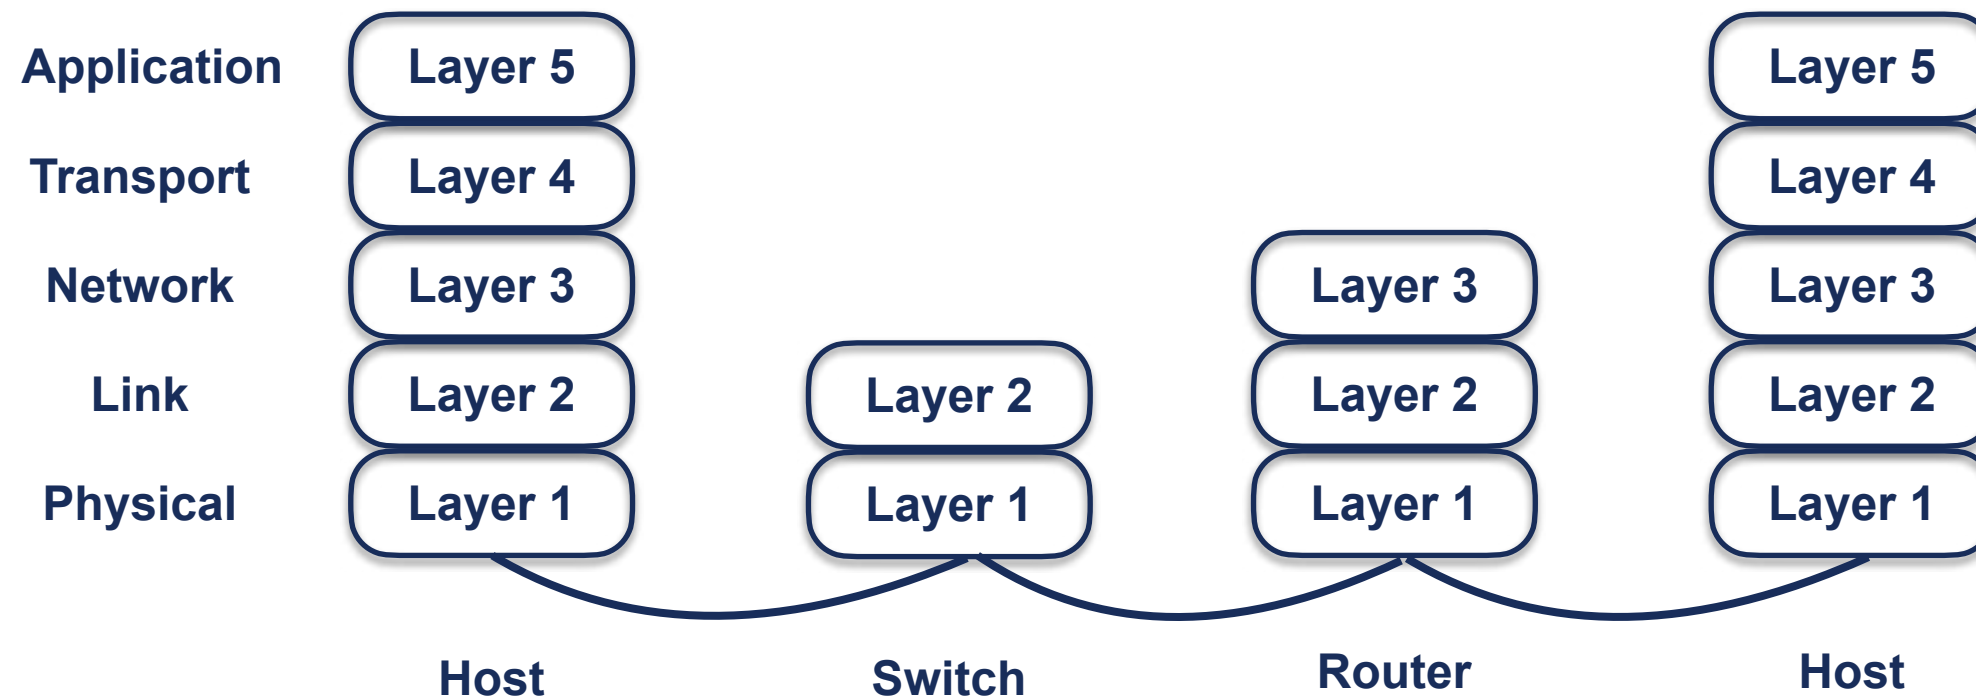 Application Layer 5 Layer 5
Transport Layer 4 Layer 4
Network Layer 3 Layer 3 Layer 3
Link Layer 2 Layer 2 Layer 2 Layer 2
Physical Layer 1 Layer 1 Layer 1 Layer 1
Host Switch Router Host